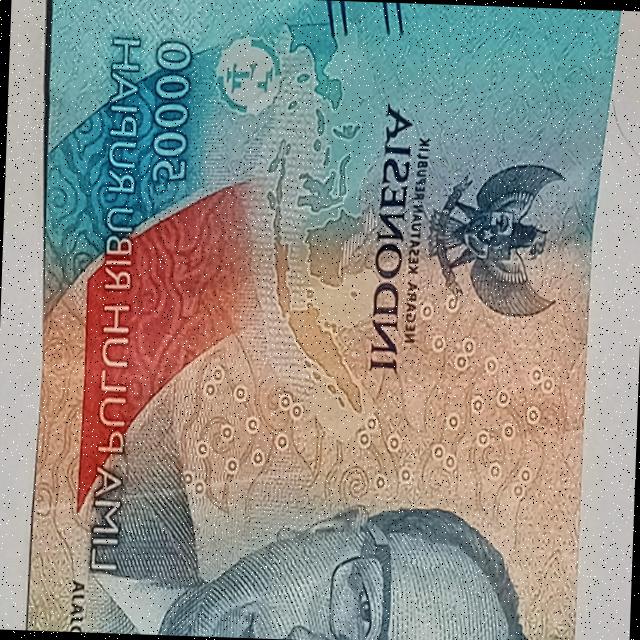 NEGARA KESATUAN REPUBLIK
INDONESIA
50000
LIMA PULUH RIBU RUPIAH